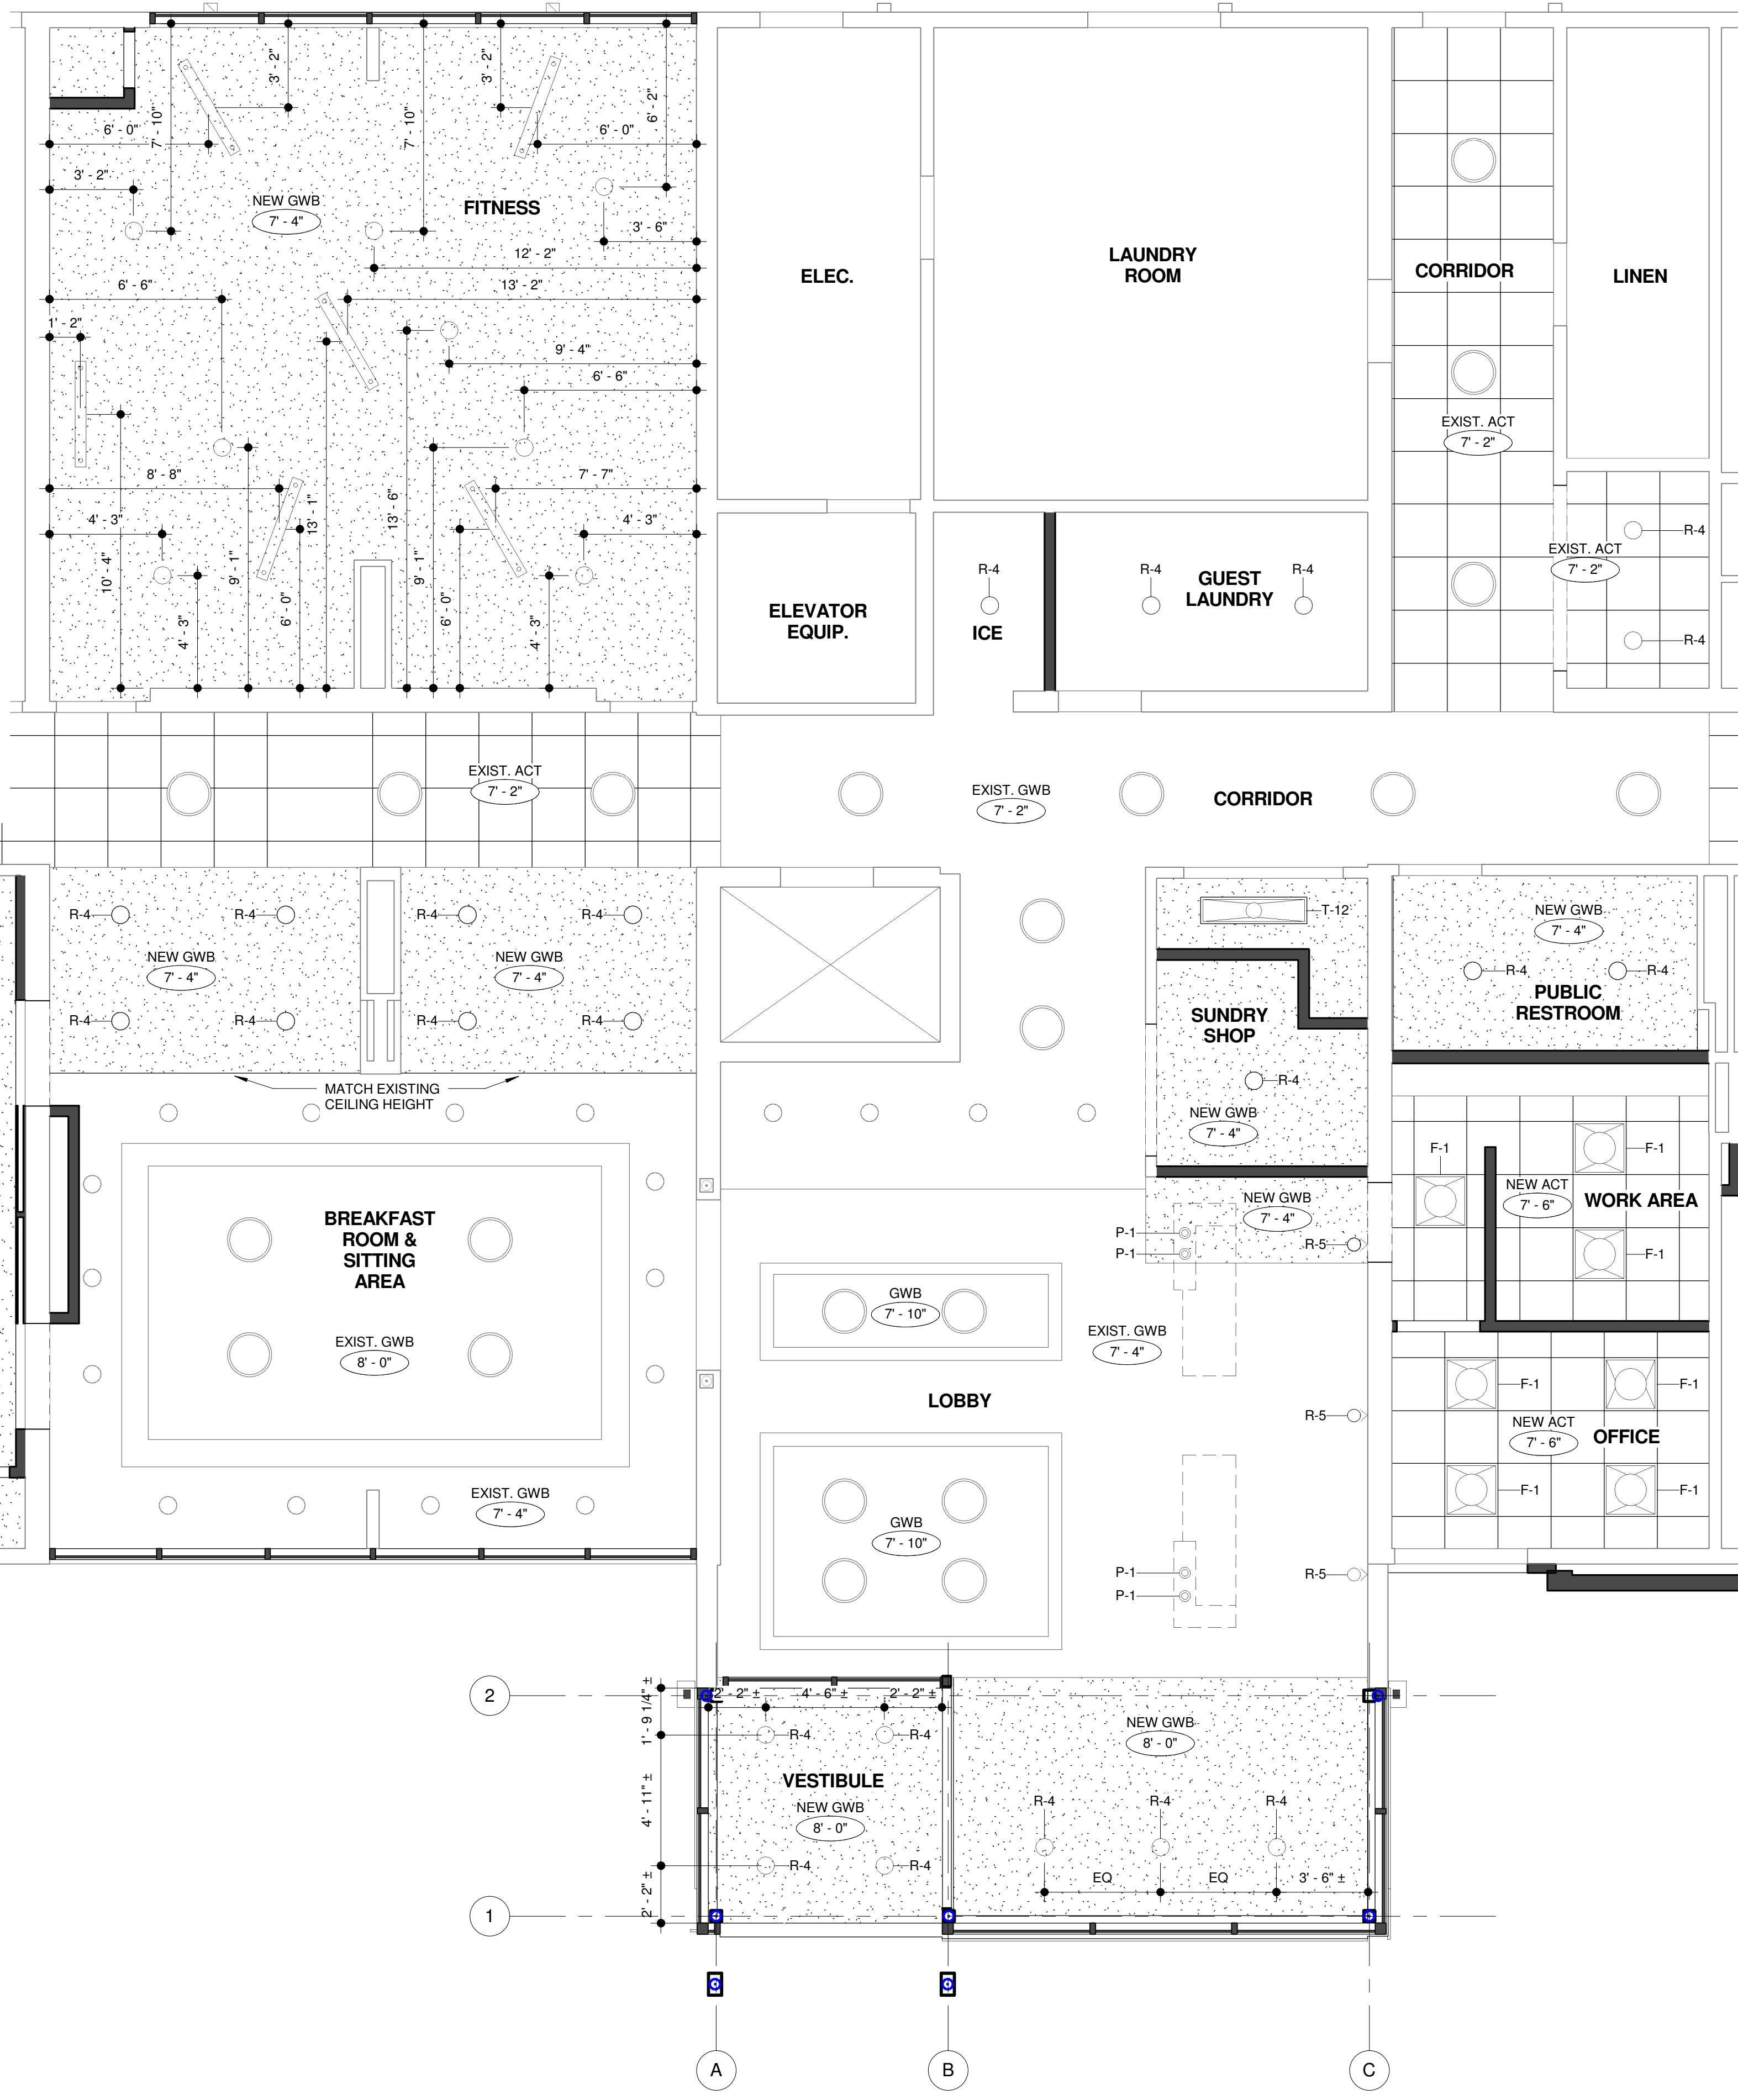 3' - 2"
3' - 2"
6' - 2"
7' - 10"
7' - 10"
6' - 0"
6' - 0"
3' - 2"
NEW GWB
7' - 4"
FITNESS
3' - 6"
12' - 2"
6' - 6"
13' - 2"
1' - 2"
9' - 4"
6' - 6"
8' - 8"
7' - 7"
13' - 1"
13' - 6"
4' - 3"
4' - 3"
10' - 4"
9' - 1"
9' - 1"
6' - 0"
6' - 0"
4' - 3"
4' - 3"
ELEC.
LAUNDRY
ROOM
CORRIDOR
LINEN
EXIST. ACT
7' - 2"
R-4
EXIST. ACT
7' - 2"
R-4
ELEVATOR
EQUIP.
R-4
ICE
R-4
GUEST
LAUNDRY
R-4
EXIST. ACT
7' - 2"
EXIST. GWB
7' - 2"
CORRIDOR
R-4
R-4
R-4
R-4
NEW GWB
7' - 4"
NEW GWB
7' - 4"
R-4
R-4
R-4
R-4
MATCH EXISTING
CEILING HEIGHT
T-12
SUNDRY
SHOP
R-4
NEW GWB
7' - 4"
NEW GWB
7' - 4"
R-4
R-4
PUBLIC
RESTROOM
F-1
F-1
NEW ACT
7' - 6"
WORK AREA
F-1
NEW GWB
7' - 4"
P-1
P-1
R-5
BREAKFAST
ROOM &
SITTING
AREA
EXIST. GWB
8' - 0"
GWB
7' - 10"
EXIST. GWB
7' - 4"
LOBBY
R-5
F-1
F-1
NEW ACT
7' - 6"
OFFICE
F-1
F-1
EXIST. GWB
7' - 4"
GWB
7' - 10"
P-1
P-1
R-5
2
1' - 9 1/4" ±
2' - 2" ±
4' - 6" ±
2' - 2" ±
R-4
R-4
NEW GWB
8' - 0"
VESTIBULE
NEW GWB
8' - 0"
4' - 11" ±
R-4
R-4
R-4
R-4
R-4
EQ
EQ
3' - 6" ±
2' - 2" ±
1
A
B
C